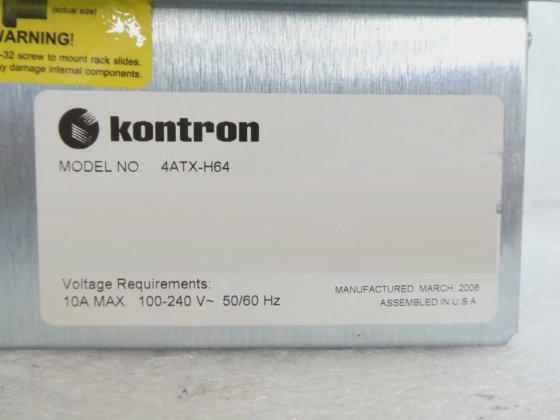 (actual size)
WARNING!
-32 screw to mount rack slides.
damage internal components.
kontron
MODEL NO. 4ATX-H64
Voltage Requirements:
10A MAX 100-240 V~ 50/60 Hz
MANUFACTURED: MARCH, 2006
ASSEMBLED IN U.S.A.